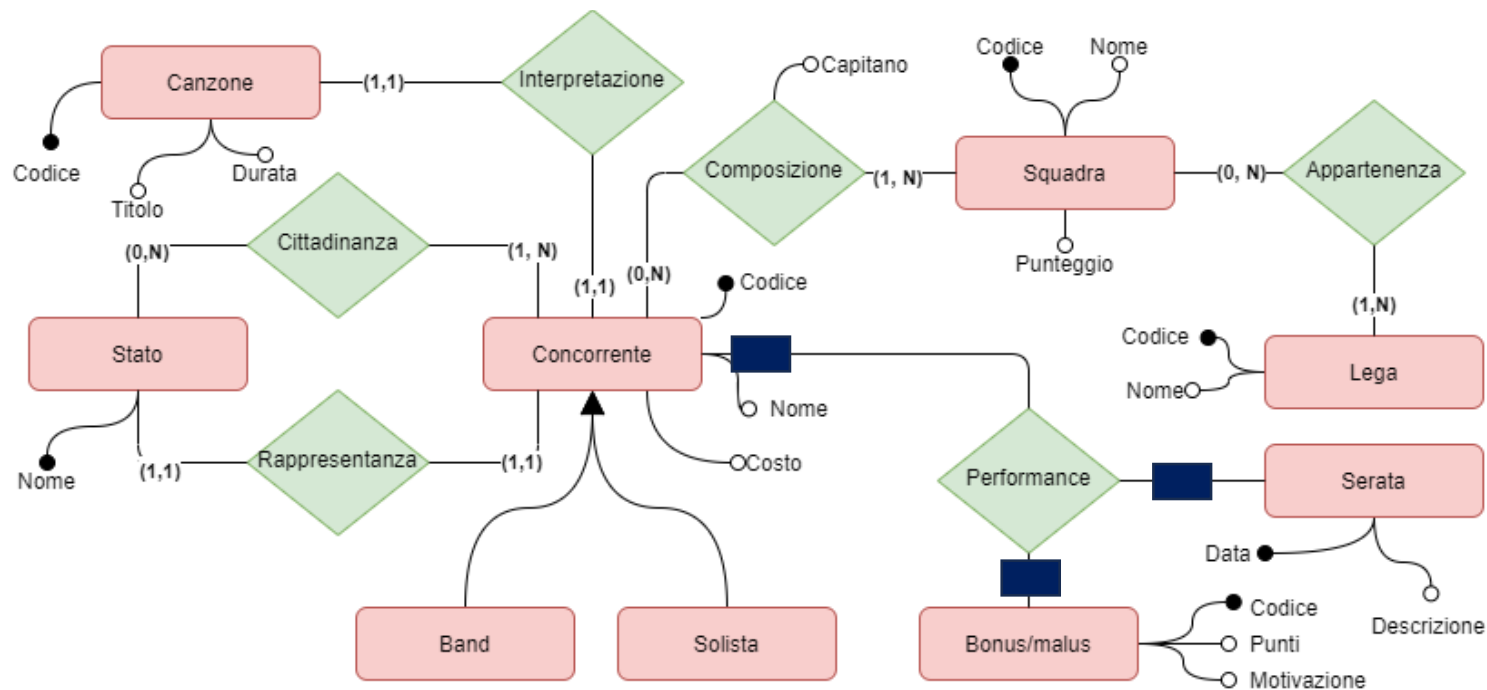 Codice
Nome
Capitano
Canzone
(1,1)
Interpretazione
Codice
Titolo
Durata
Composizione
(1, N)
Squadra
(0, N)
Appartenenza
Punteggio
(0,N)
Cittadinanza
(1, N)
(1,1)
(0,N)
Codice
(1,N)
Stato
Concorrente
Codice
Nome
Lega
Nome
Costo
Nome
(1,1)
Rappresentanza
(1,1)
Performance
Serata
Data
Descrizione
Band
Solista
Bonus/malus
Codice
Punti
Motivazione